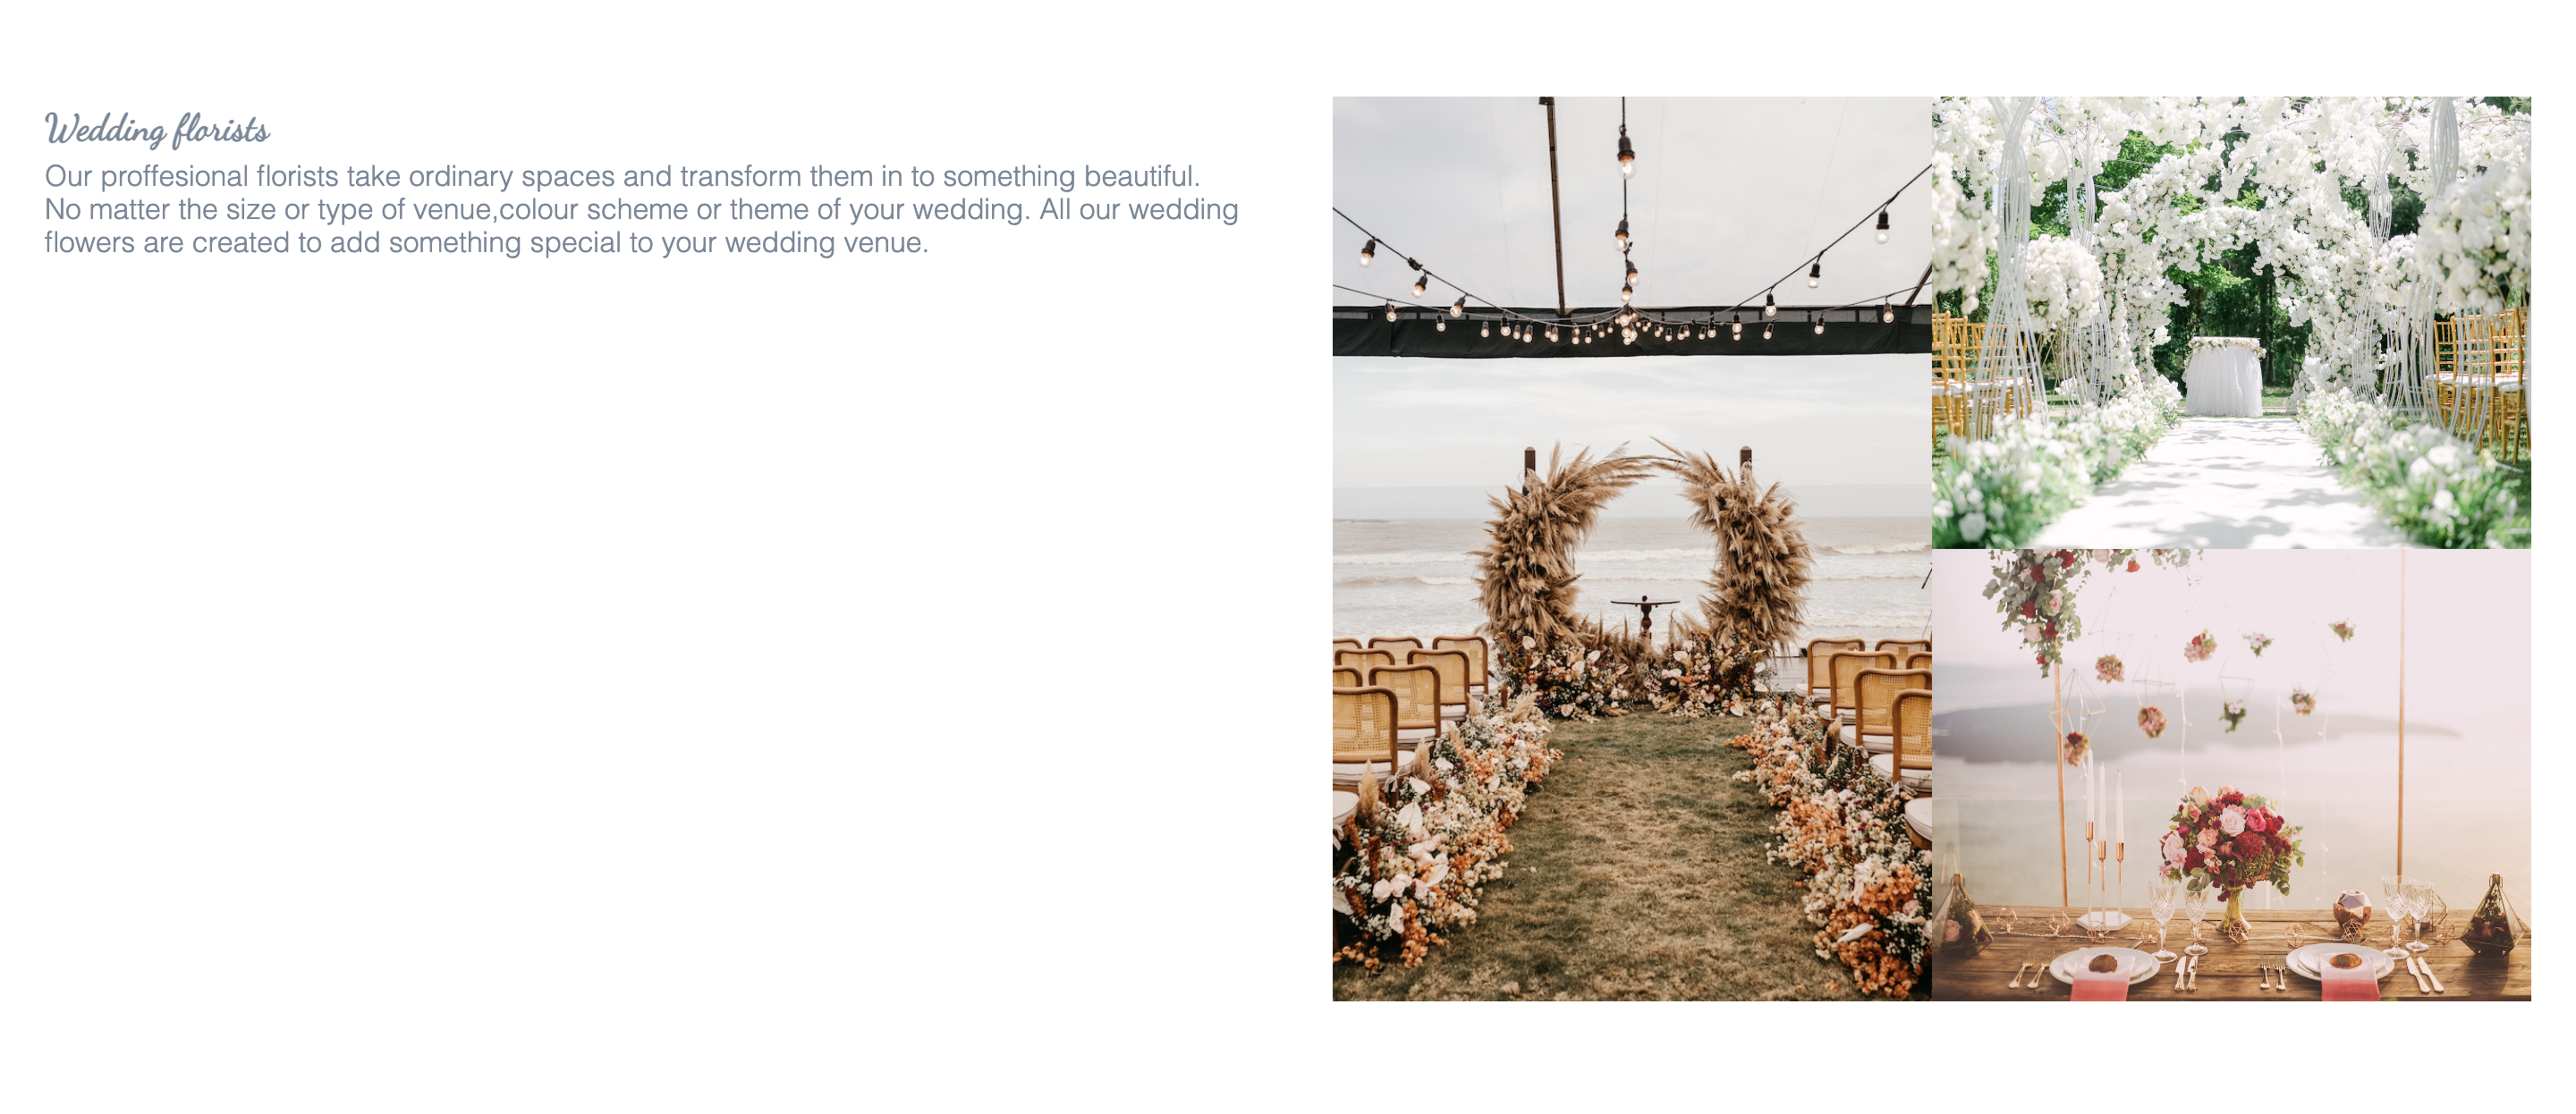 Wedding florists
Our proffesional florists take ordinary spaces and transform them in to something beautiful.
No matter the size or type of venue,colour scheme or theme of your wedding. All our wedding
flowers are created to add something special to your wedding venue.